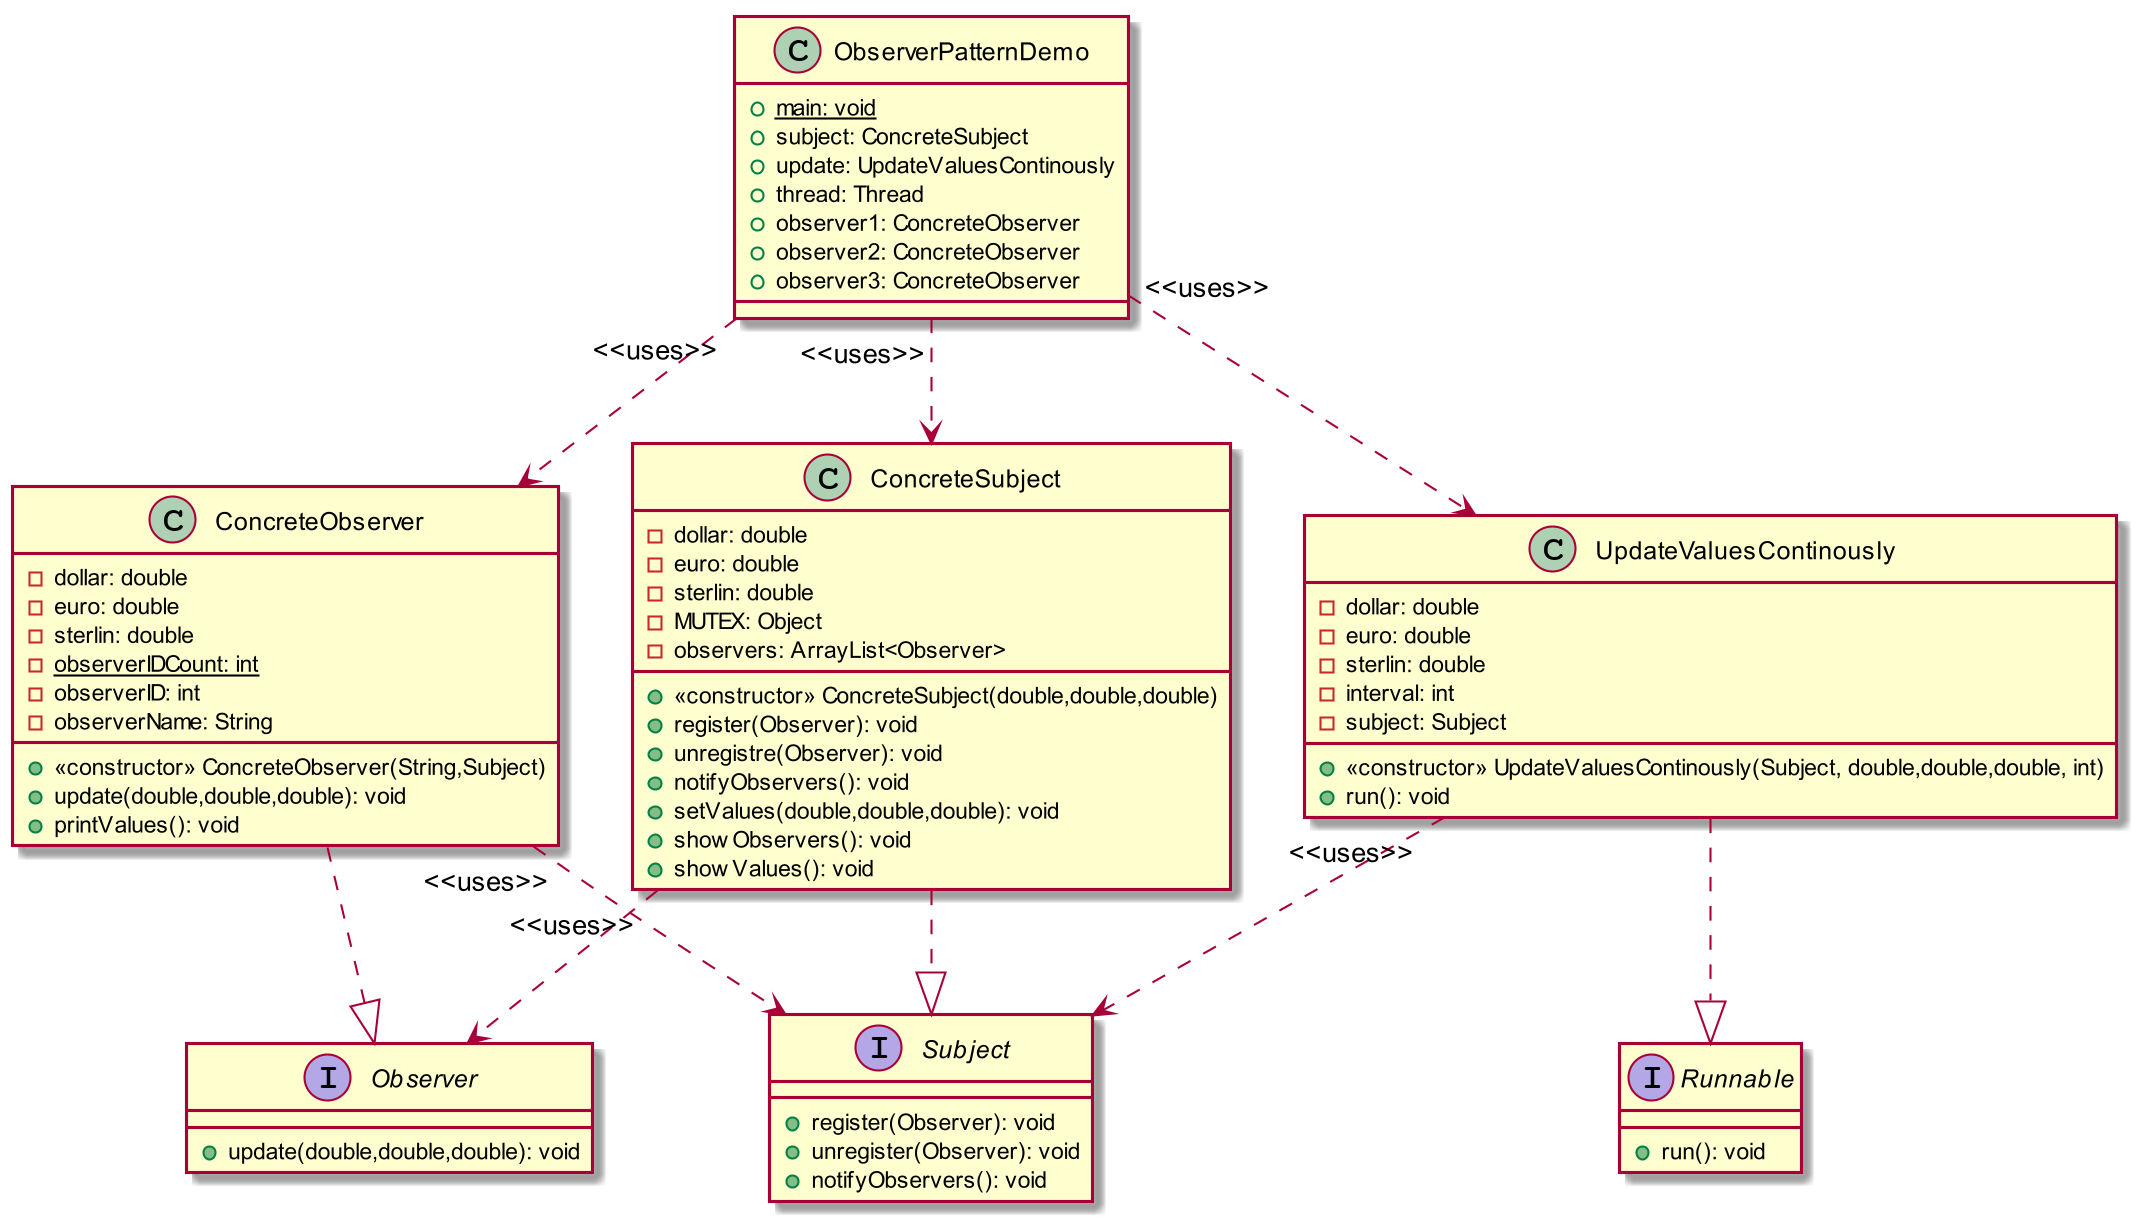 C ObserverPatternDemo
main: void
subject: ConcreteSubject
update: UpdateValuesContinously
thread: Thread
observer1: ConcreteObserver
observer2: ConcreteObserver
observer3: ConcreteObserver
<<uses>>
<<uses>>
<<uses>>
C ConcreteObserver
dollar: double
euro: double
sterlin: double
observerIDCount: int
observerID: int
observerName: String
«constructor» ConcreteObserver(String,Subject)
update(double,double,double): void
printValues(): void
C ConcreteSubject
dollar: double
euro: double
sterlin: double
MUTEX: Object
observers: ArrayList<Observer>
«constructor» ConcreteSubject(double,double,double)
register(Observer): void
unregistre(Observer): void
notifyObservers(): void
setValues(double,double,double): void
showObservers(): void
showValues(): void
C UpdateValuesContinously
dollar: double
euro: double
sterlin: double
interval: int
subject: Subject
«constructor» UpdateValuesContinously(Subject, double,double,double, int)
run(): void
<<uses>>
<<uses>>
<<uses>>
I Observer
update(double,double,double): void
I Subject
register(Observer): void
unregister(Observer): void
notifyObservers(): void
I Runnable
run(): void